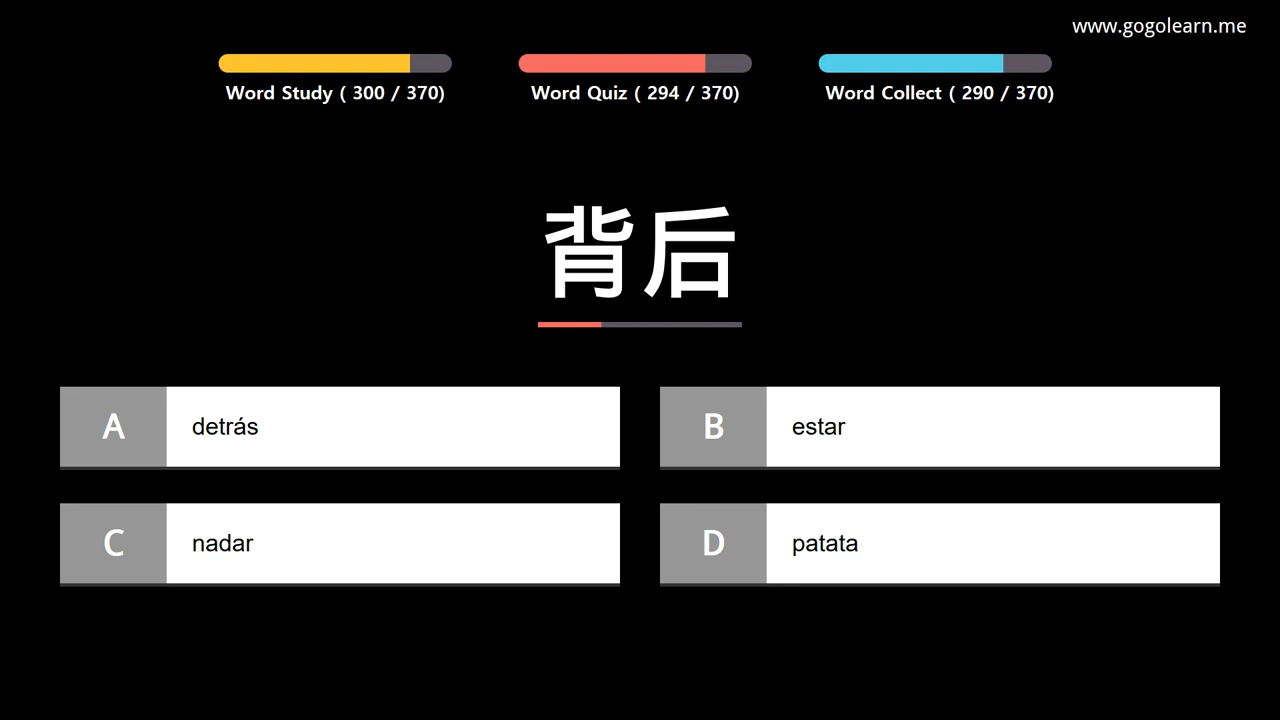 www.gogolearn.me
Word Study ( 300 / 370)
Word Quiz ( 294 / 370)
Word Collect ( 290 / 370)
背后
A detrás
B estar
C nadar
D patata